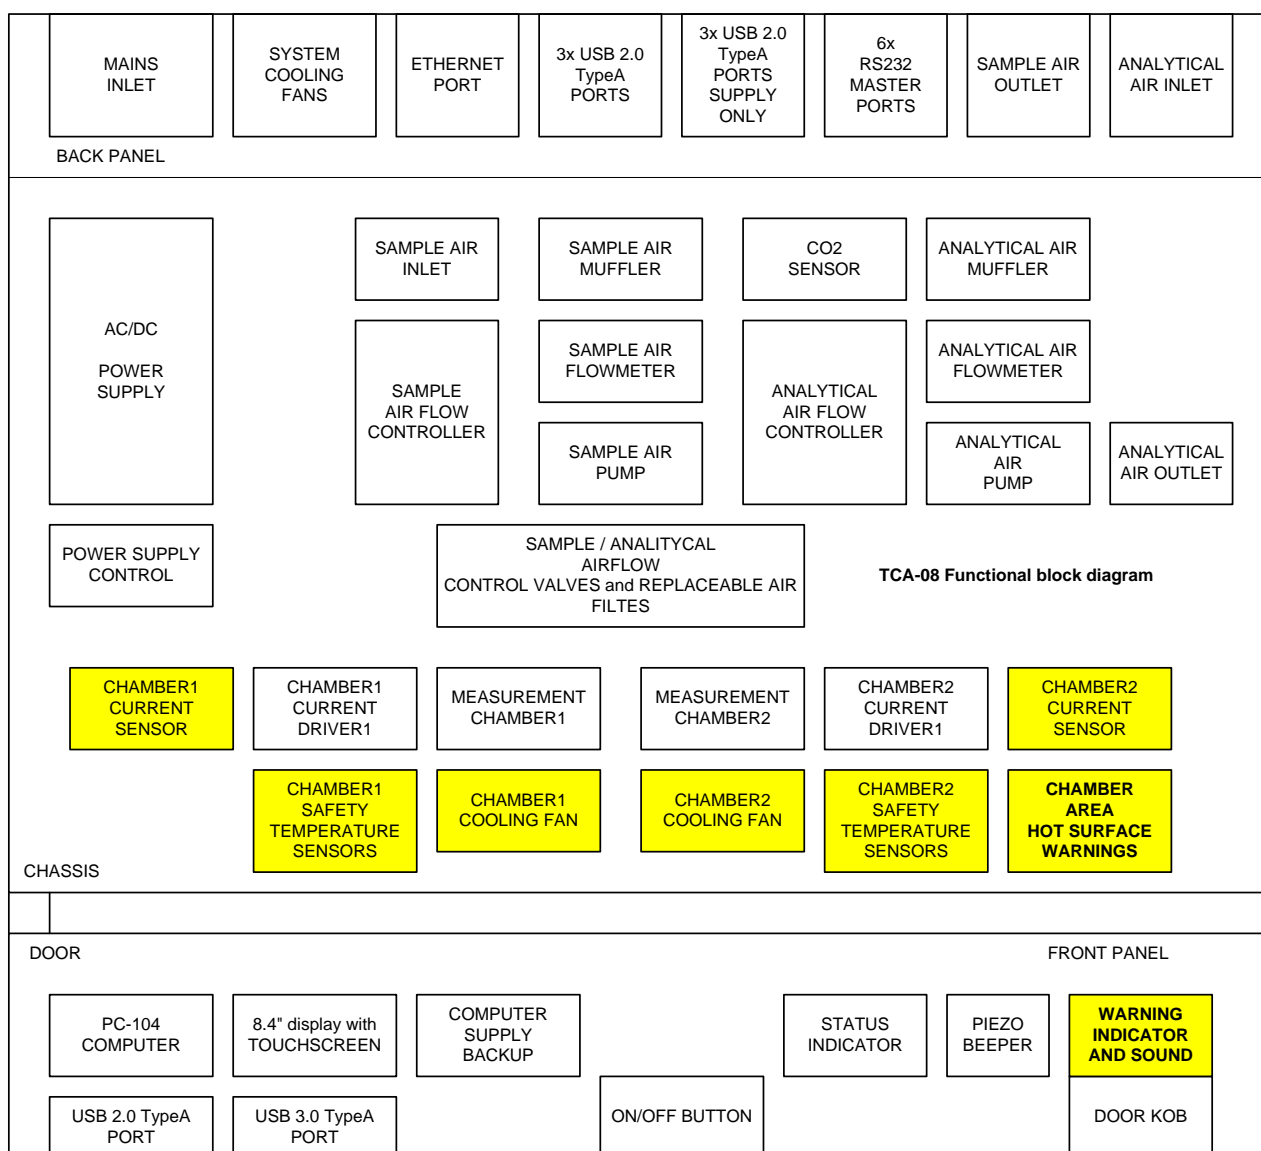 MAINS
INLET
SYSTEM
COOLING
FANS
ETHERNET
PORT
3x USB 2.0
TypeA
PORTS
3x USB 2.0
TypeA
PORTS
SUPPLY
ONLY
6x
RS232
MASTER
PORTS
SAMPLE AIR
OUTLET
ANALYTICAL
AIR INLET
BACK PANEL
AC/DC
POWER
SUPPLY
SAMPLE AIR
INLET
SAMPLE AIR
MUFFLER
CO2
SENSOR
ANALYTICAL AIR
MUFFLER
SAMPLE
AIR FLOW
CONTROLLER
SAMPLE AIR
FLOWMETER
ANALYTICAL
AIR FLOW
CONTROLLER
ANALYTICAL AIR
FLOWMETER
SAMPLE AIR
PUMP
ANALYTICAL
AIR
PUMP
ANALYTICAL
AIR OUTLET
POWER SUPPLY
CONTROL
SAMPLE / ANALITYCAL
AIRFLOW
CONTROL VALVES and REPLACEABLE AIR
FILTES
TCA-08 Functional block diagram
CHAMBER1
CURRENT
SENSOR
CHAMBER1
CURRENT
DRIVER1
MEASUREMENT
CHAMBER1
MEASUREMENT
CHAMBER2
CHAMBER2
CURRENT
DRIVER1
CHAMBER2
CURRENT
SENSOR
CHAMBER1
SAFETY
TEMPERATURE
SENSORS
CHAMBER1
COOLING FAN
CHAMBER2
COOLING FAN
CHAMBER2
SAFETY
TEMPERATURE
SENSORS
CHAMBER
AREA
HOT SURFACE
WARNINGS
CHASSIS
DOOR
FRONT PANEL
PC-104
COMPUTER
8.4" display with
TOUCHSCREEN
COMPUTER
SUPPLY
BACKUP
STATUS
INDICATOR
PIEZO
BEEPER
WARNING
INDICATOR
AND SOUND
USB 2.0 TypeA
PORT
USB 3.0 TypeA
PORT
ON/OFF BUTTON
DOOR KOB